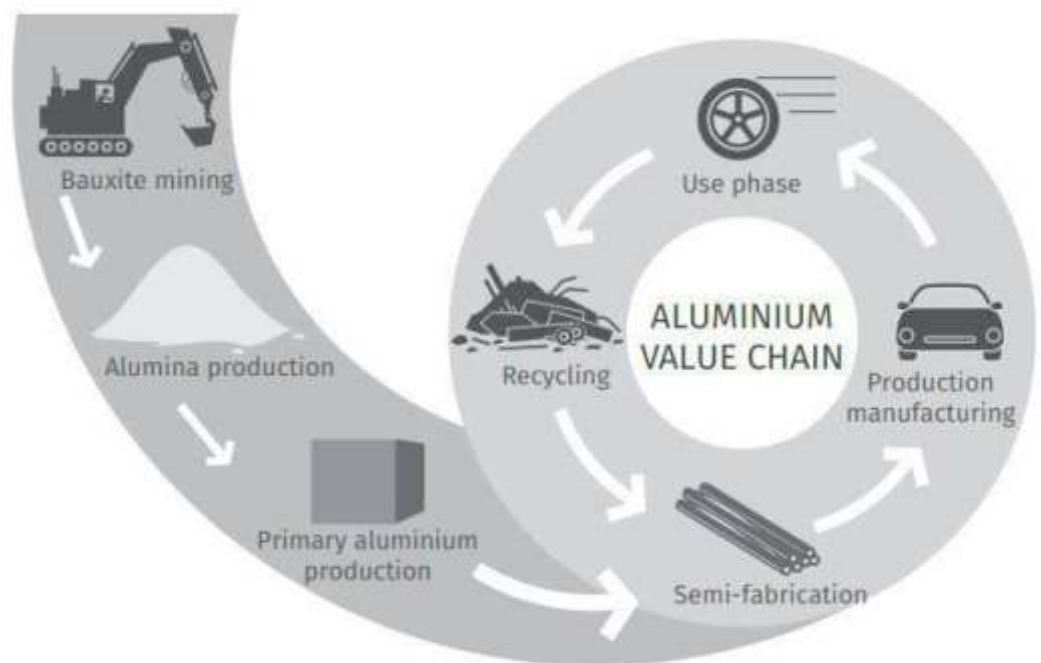 Bauxite mining
Alumina production
Primary aluminium
production
Semi-fabrication
Production
manufacturing
Use phase
Recycling
ALUMINIUM
VALUE CHAIN